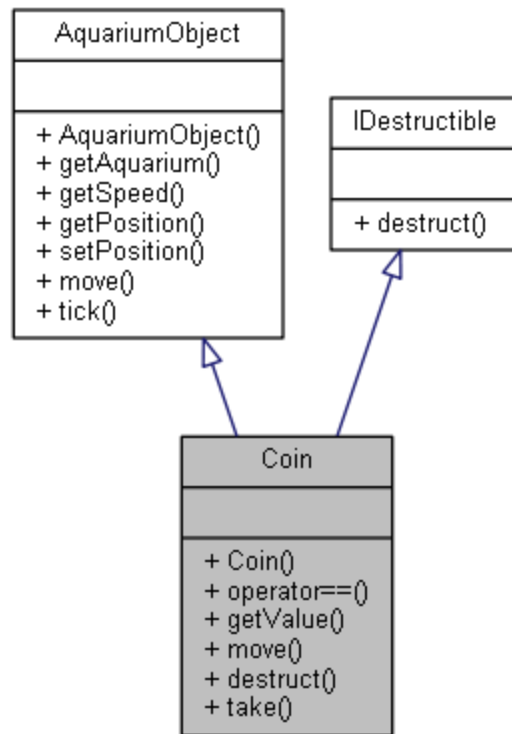 AquariumObject
+ AquariumObject()
+ getAquarium()
+ getSpeed()
+ getPosition()
+ setPosition()
+ move()
+ tick()
IDestructible
+ destruct()
Coin
+ Coin()
+ operator==()
+ getValue()
+ move()
+ destruct()
+ take()